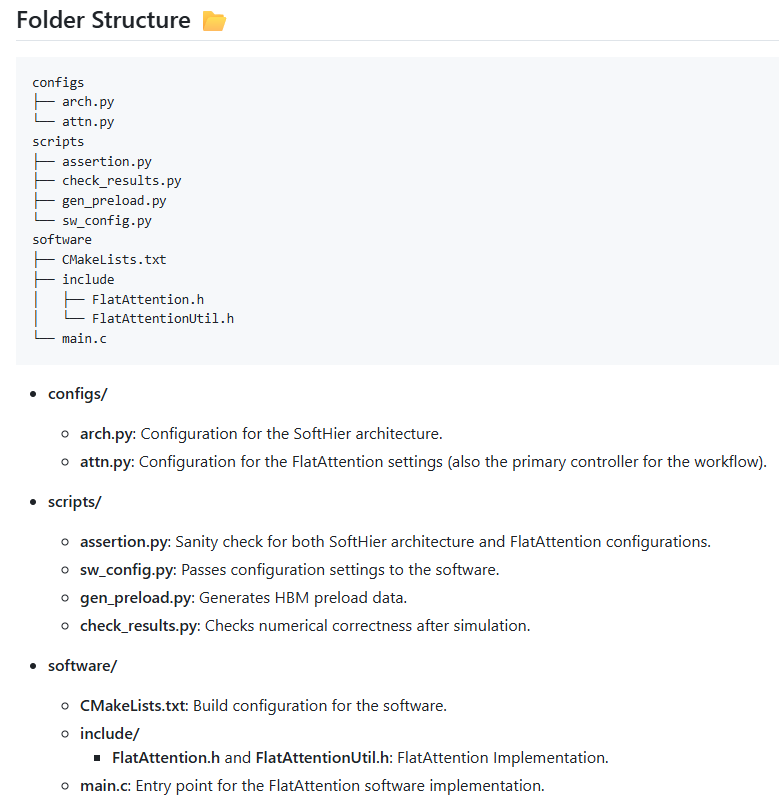 Folder Structure 📂
configs
├── arch.py
└── attn.py
scripts
├── assertion.py
├── check_results.py
├── gen_preload.py
└── sw_config.py
software
├── CMakeLists.txt
├── include
│   ├── FlatAttention.h
│   └── FlatAttentionUtil.h
└── main.c
• configs/
◦ arch.py: Configuration for the SoftHier architecture.
◦ attn.py: Configuration for the FlatAttention settings (also the primary controller for the workflow).
• scripts/
◦ assertion.py: Sanity check for both SoftHier architecture and FlatAttention configurations.
◦ sw_config.py: Passes configuration settings to the software.
◦ gen_preload.py: Generates HBM preload data.
◦ check_results.py: Checks numerical correctness after simulation.
• software/
◦ CMakeLists.txt: Build configuration for the software.
◦ include/
▪ FlatAttention.h and FlatAttentionUtil.h: FlatAttention Implementation.
◦ main.c: Entry point for the FlatAttention software implementation.